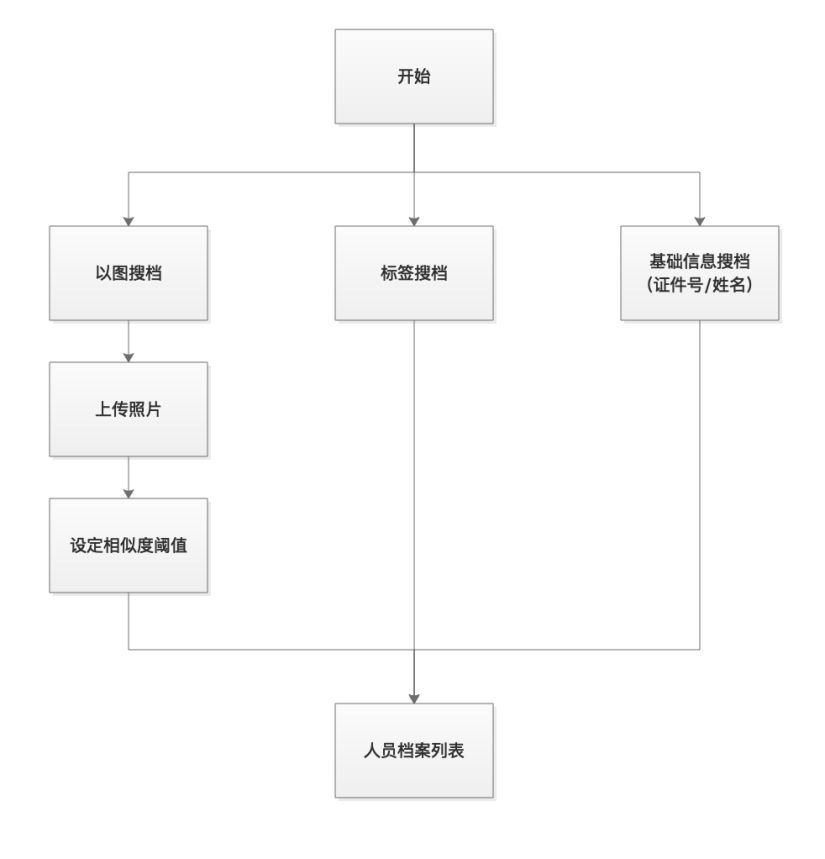 开始
以图搜档
标签搜档
基础信息搜档
（证件号/姓名）
上传照片
设定相似度阈值
人员档案列表